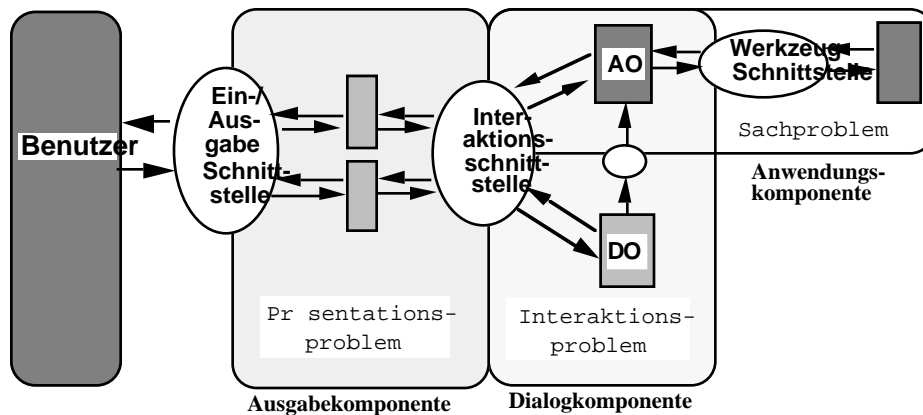 Benutzer
Ein-/
Aus-
gabe
Schnitt-
stelle
Inter-
aktions-
schnitt-
stelle
AO
DO
Werkzeug
Schnittstelle
Sachproblem
Anwendungs-
komponente
Pr sentations-
problem
Interaktions-
problem
Ausgabekomponente
Dialogkomponente